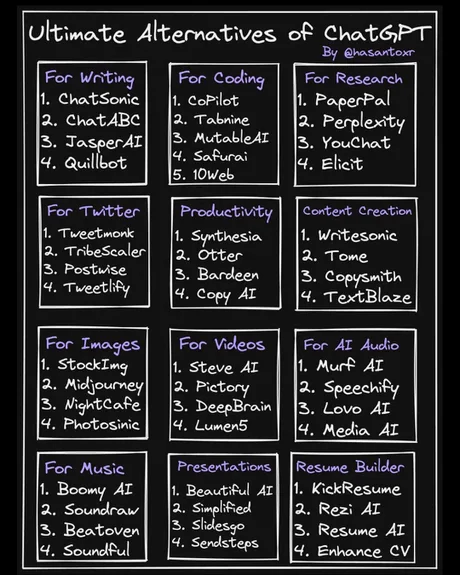 Ultimate Alternatives of ChatGPT
By @hasantoxr
For Writing
1. ChatSonic
2. ChatABC
3. JasperAI
4. Quillbot
For Coding
1. CoPilot
2. Tabnine
3. MutableAI
4. Safurai
5. 10Web
For Research
1. PaperPal
2. Perplexity
3. YouChat
4. Elicit
For Twitter
1. Tweetmonk
2. TribeScaler
3. Postwise
4. Tweetlify
Productivity
1. Synthesia
2. Otter
3. Bardeen
4. Copy AI
Content Creation
1. Writesonic
2. Tome
3. Copysmith
4. TextBlaze
For Images
1. StockImg
2. Midjourney
3. NightCafe
4. Photosinic
For Videos
1. Steve AI
2. Pictory
3. DeepBrain
4. Lumen5
For AI Audio
1. Murf AI
2. Speechify
3. Lovo AI
4. Media AI
For Music
1. Boomy AI
2. Soundraw
3. Beatoven
4. Soundful
Presentations
1. Beautiful AI
2. Simplified
3. Slidesgo
4. Sendsteps
Resume Builder
1. KickResume
2. Rezi AI
3. Resume AI
4. Enhance CV